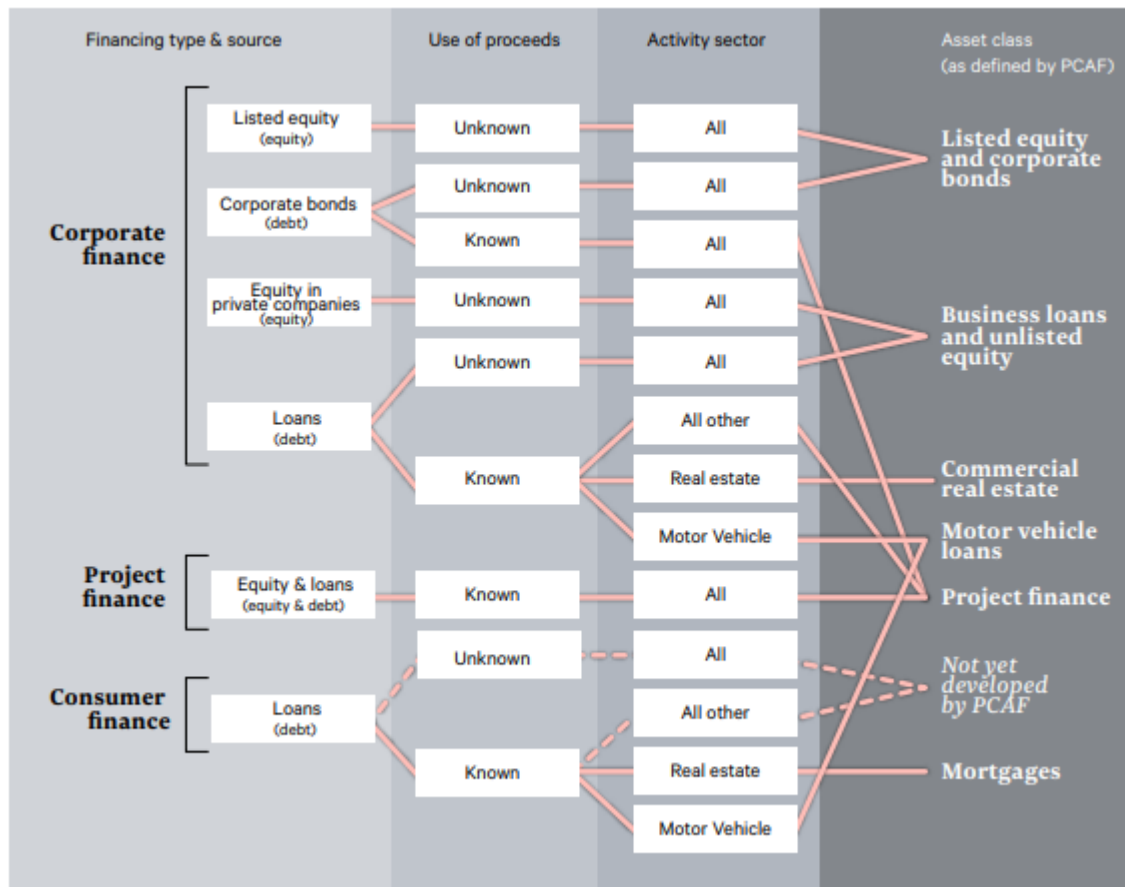 Financing type & source
Use of proceeds
Activity sector
Asset class
(as defined by PCAF)
Corporate
finance
Listed equity
(equity)
Unknown
All
Listed equity
and corporate
bonds
Corporate bonds
(debt)
Unknown
All
Known
All
Equity in
private companies
(equity)
Unknown
All
Business loans
and unlisted
equity
Loans
(debt)
Unknown
All
Known
All other
Real estate
Commercial
real estate
Motor Vehicle
Motor vehicle
loans
Project
finance
Equity & loans
(equity & debt)
Known
All
Project finance
Consumer
finance
Loans
(debt)
Unknown
All
Not yet
developed
by PCAF
Known
All other
Real estate
Mortgages
Motor Vehicle